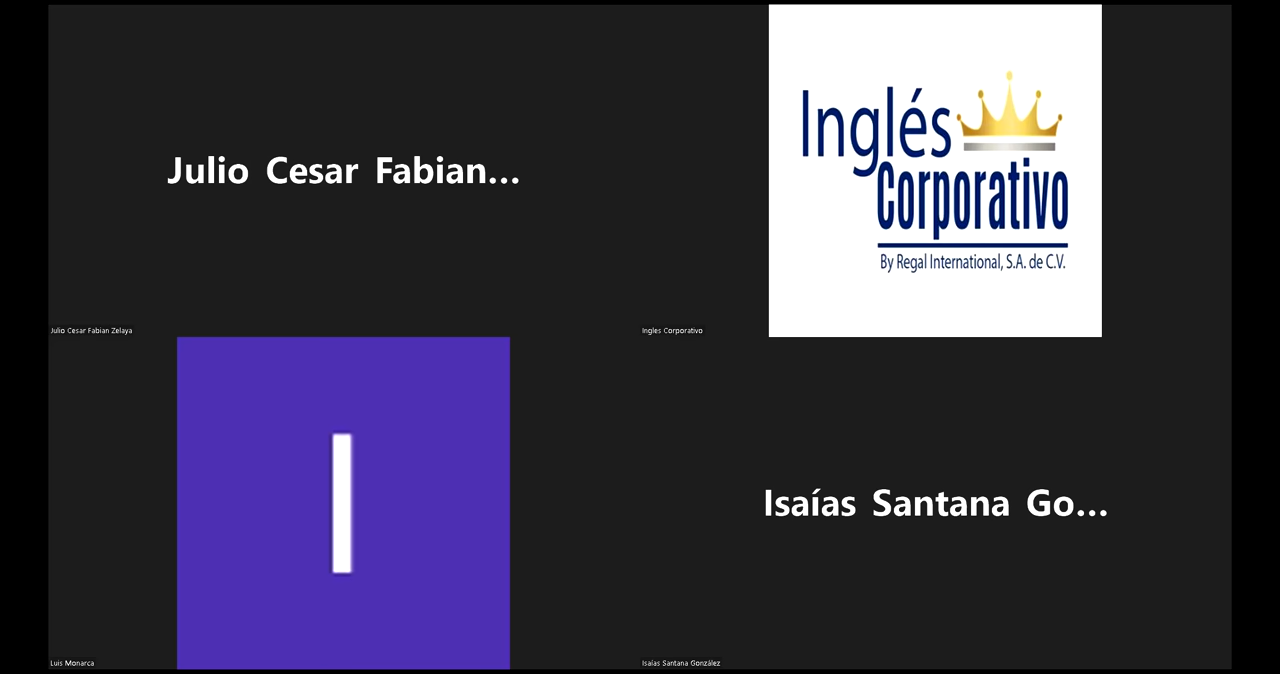 Julio Cesar Fabian...
Julio Cesar Fabian Zelaya
Inglés
Corporativo
By Regal International, S.A. de C.V.
Ingles Corporativo
l
Luis Monarca
Isaías Santana Go...
Isaías Santana González